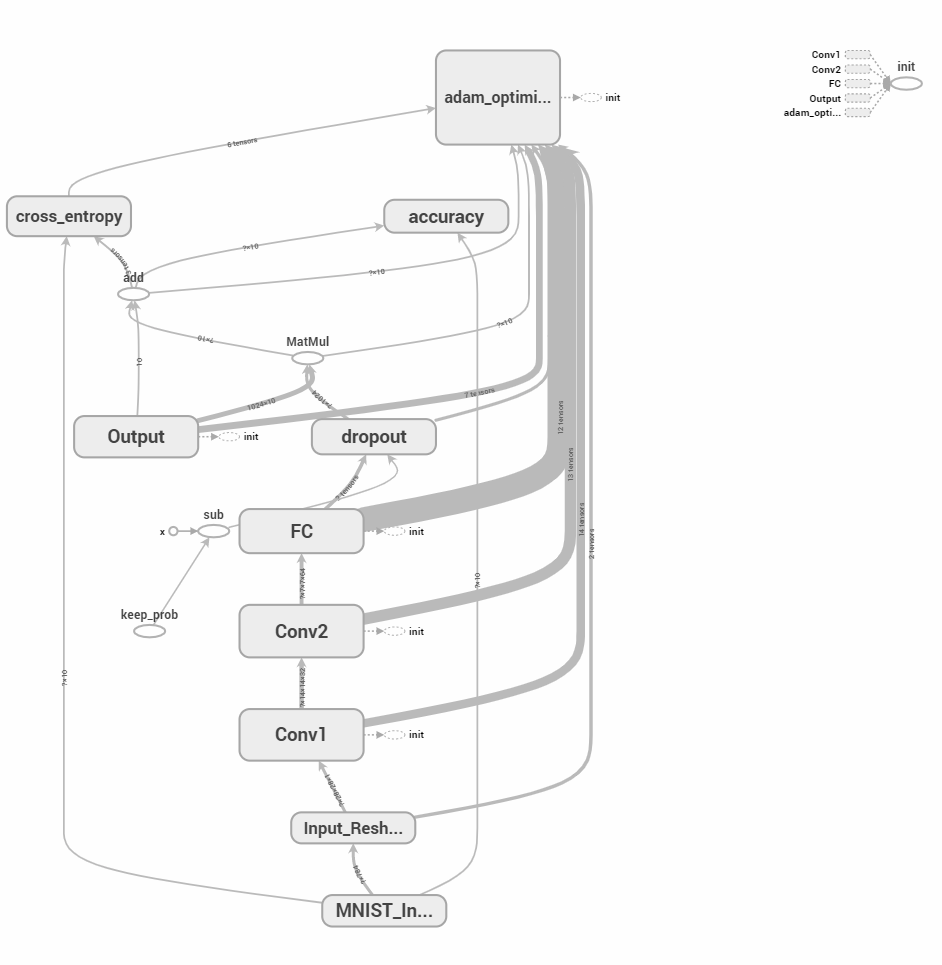 Conv1
Conv2
FC
Output
adam_opti...
init
adam_optimi...
init
6 tensors
cross_entropy
accuracy
?×10
tensors
add
?×10
?×10
MatMul
?×10
10
1024×10
?×1024
7 tensors
Output
init
dropout
12 tensors
13 tensors
2 tensors
sub
x
FC
init
14 tensors
2 tensors
?×7×7×64
?×10
keep_prob
Conv2
init
?×10
?×14×14×32
Conv1
init
?×28×28×1
Input_Resh...
?×784
MNIST_In...